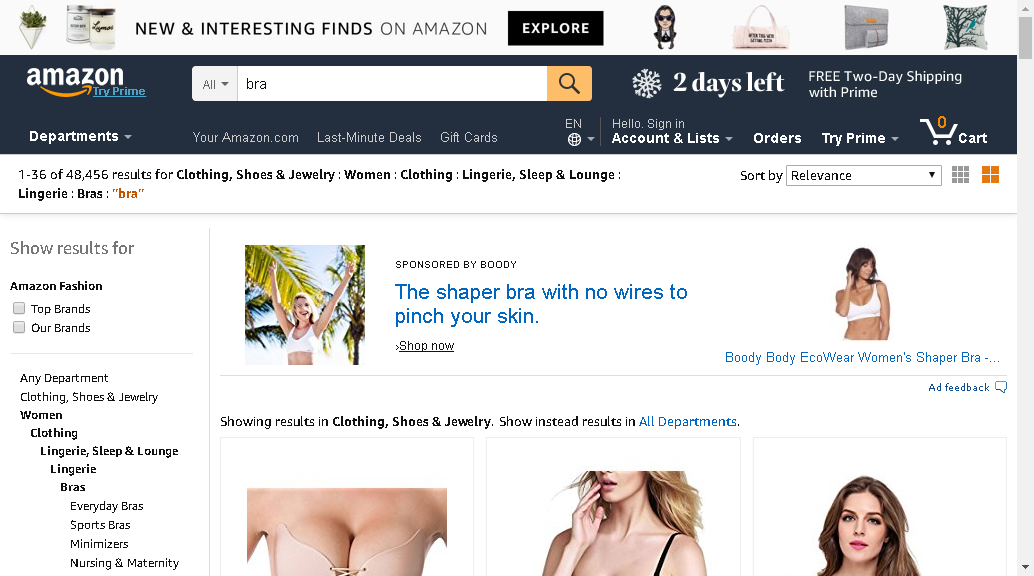 NEW & INTERESTING FINDS ON AMAZON
EXPLORE
amazon
Try Prime
All
bra
2 days left
FREE Two-Day Shipping
with Prime
Departments
Your Amazon.com
Last-Minute Deals
Gift Cards
EN
Hello. Sign in
Account & Lists
Orders
Try Prime
0
Cart
1-36 of 48,456 results for Clothing, Shoes & Jewelry : Women : Clothing : Lingerie, Sleep & Lounge :
Lingerie : Bras : "bra"
Sort by
Relevance
Show results for
Amazon Fashion
Top Brands
Our Brands
Any Department
Clothing, Shoes & Jewelry
Women
Clothing
Lingerie, Sleep & Lounge
Lingerie
Bras
Everyday Bras
Sports Bras
Minimizers
Nursing & Maternity
SPONSORED BY BOODY
The shaper bra with no wires to
pinch your skin.
›Shop now
Boody Body EcoWear Women's Shaper Bra -...
Ad feedback
Showing results in Clothing, Shoes & Jewelry. Show instead results in All Departments.